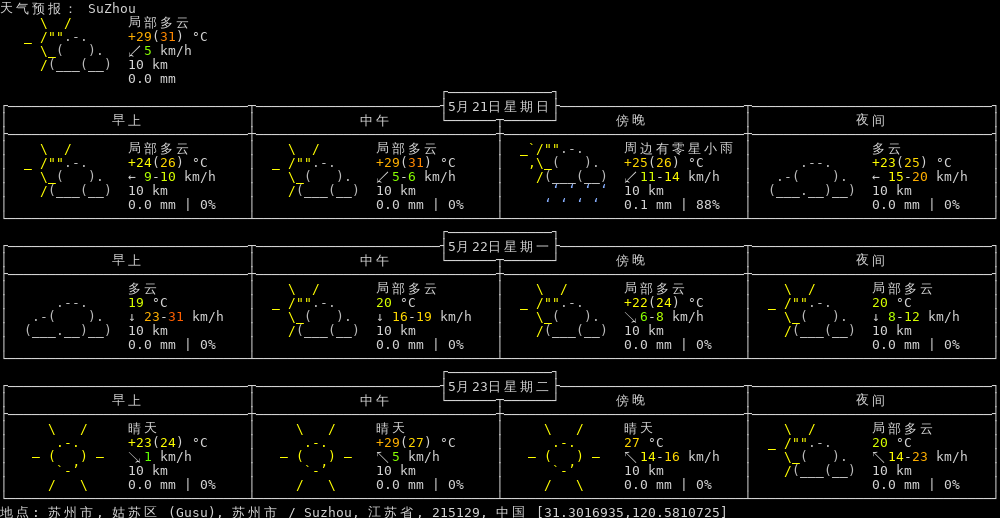 天气预报: SuZhou
局部多云
+29(31) °C
↙ 5 km/h
10 km
0.0 mm
5月21日星期日
早上 中午 傍晚 夜间
局部多云 局部多云 周边有零星小雨 多云
+24(26) °C +29(31) °C +25(26) °C +23(25) °C
← 9-10 km/h ↙ 5-6 km/h ↙ 11-14 km/h ← 15-20 km/h
10 km 10 km 10 km 10 km
0.0 mm | 0% 0.0 mm | 0% 0.1 mm | 88% 0.0 mm | 0%
5月22日星期一
早上 中午 傍晚 夜间
多云 局部多云 局部多云 局部多云
19 °C 20 °C +22(24) °C 20 °C
↓ 23-31 km/h ↓ 16-19 km/h ↘ 6-8 km/h ↓ 8-12 km/h
10 km 10 km 10 km 10 km
0.0 mm | 0% 0.0 mm | 0% 0.0 mm | 0% 0.0 mm | 0%
5月23日星期二
早上 中午 傍晚 夜间
晴天 晴天 晴天 局部多云
+23(24) °C +29(27) °C 27 °C 20 °C
↘ 1 km/h ↖ 5 km/h ↖ 14-16 km/h ↖ 14-23 km/h
10 km 10 km 10 km 10 km
0.0 mm | 0% 0.0 mm | 0% 0.0 mm | 0% 0.0 mm | 0%
地点: 苏州市, 姑苏区 (Gusu), 苏州市 / Suzhou, 江苏省, 215129, 中国 [31.3016935,120.5810725]